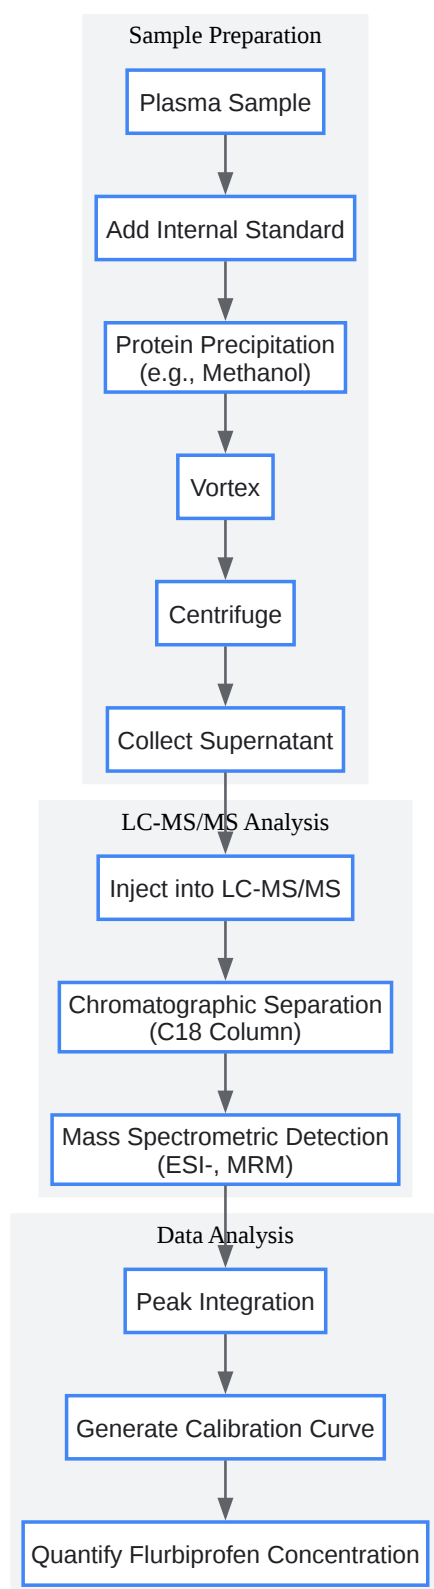 Sample Preparation
Plasma Sample
Add Internal Standard
Protein Precipitation
(e.g., Methanol)
Vortex
Centrifuge
Collect Supernatant
LC-MS/MS Analysis
Inject into LC-MS/MS
Chromatographic Separation
(C18 Column)
Mass Spectrometric Detection
(ESI-, MRM)
Data Analysis
Peak Integration
Generate Calibration Curve
Quantify Flurbiprofen Concentration